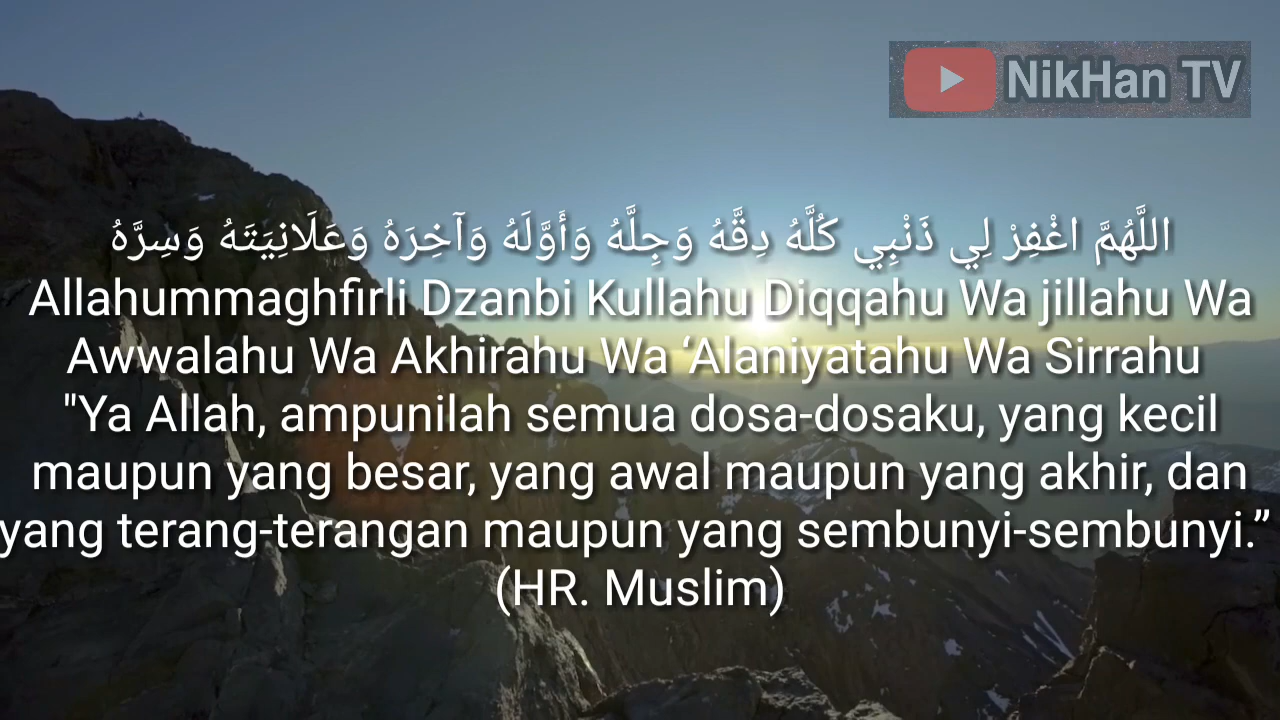 NikHan TV
اللَّهُمَّ اغْفِرْ لِي ذَنْبِي كُلَّهُ دِقَّهُ وَجِلَّهُ وَأَوَّلَهُ وَآخِرَهُ وَعَلَانِيَتَهُ وَسِرَّهُ
Allahummaghfirli Dzanbi Kullahu Diqqahu Wa jillahu Wa
Awwalahu Wa Akhirahu Wa ‘Alaniyatahu Wa Sirrahu
"Ya Allah, ampunilah semua dosa-dosaku, yang kecil
maupun yang besar, yang awal maupun yang akhir, dan
yang terang-terangan maupun yang sembunyi-sembunyi.”
(HR. Muslim)